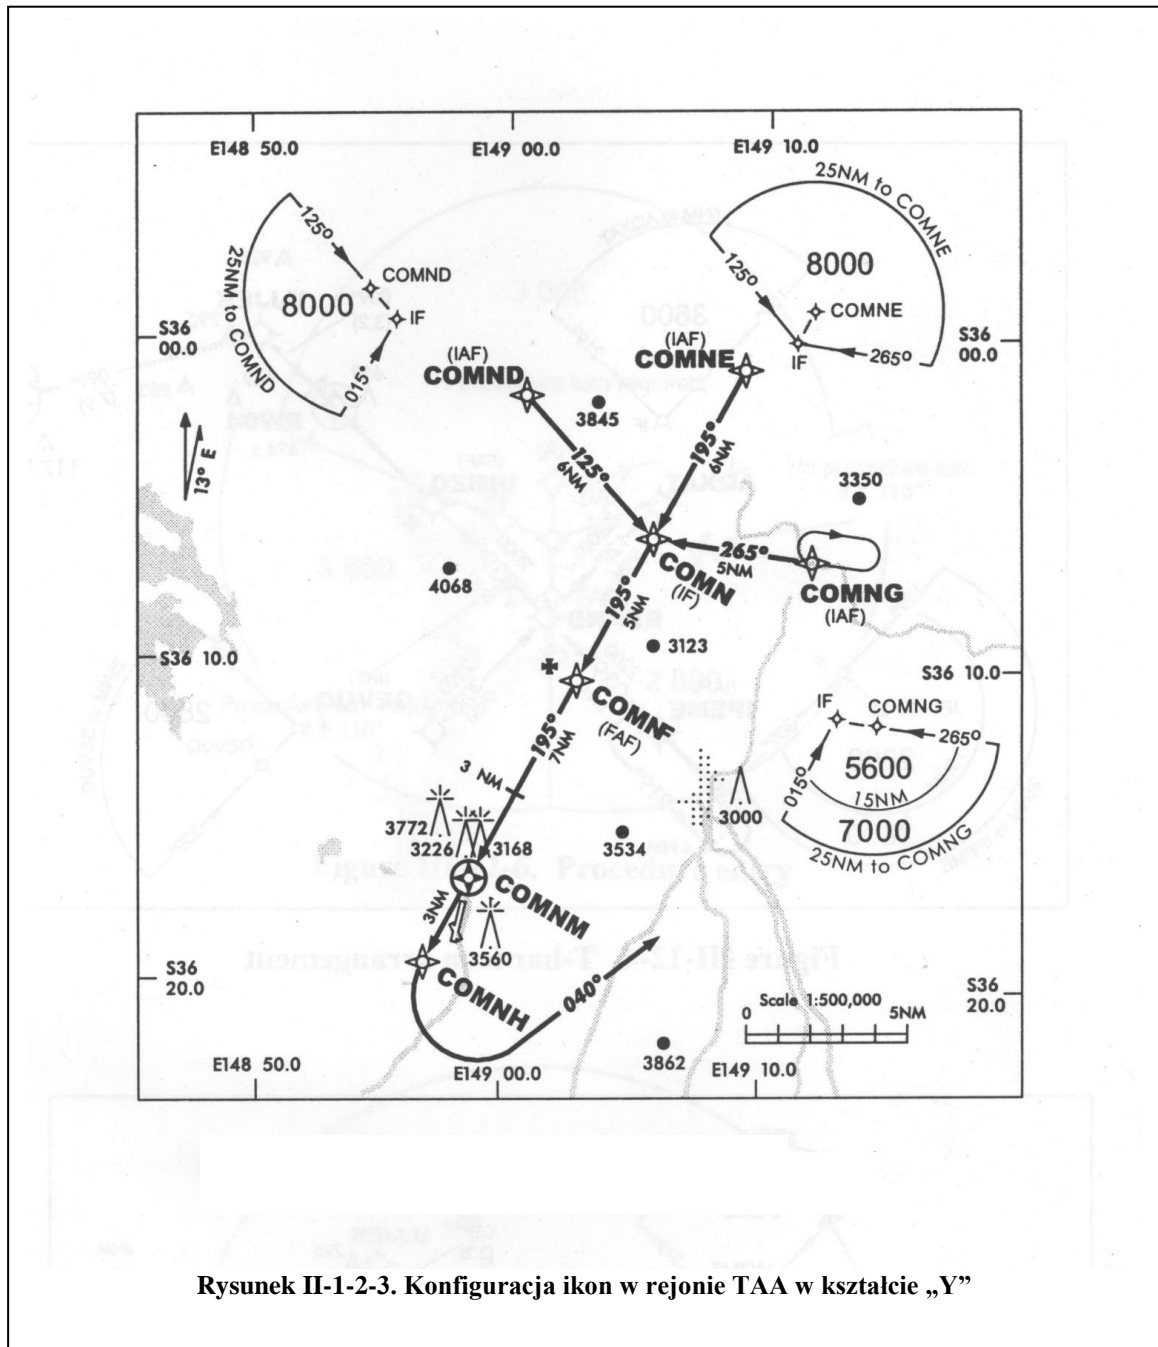 E148 50.0
E149 00.0
E149 10.0
125°
COMND
IF
8000
25NM to COMND
015°
25NM to COMNE
125°
8000
COMNE
IF
265°
S36
00.0
S36
00.0
(IAF)
COMND
(IAF)
COMNE
3845
13° E
125°
6NM
195°
6NM
3350
265°
5NM
COMNG
(IAF)
COMN
(IF)
4068
195°
5NM
3123
S36 10.0
S36 10.0
COMNF
(FAF)
IF
COMNG
265°
015°
5600
15NM
7000
25NM to COMNG
195°
7NM
3 NM
3000
3772
3226
3168
3534
COMNM
3NM
3560
COMNH
040°
S36
20.0
S36
20.0
Scale 1:500,000
0
5NM
3862
E148 50.0
E149 00.0
E149 10.0
Rysunek II-1-2-3. Konfiguracja ikon w rejonie TAA w kształcie „Y”